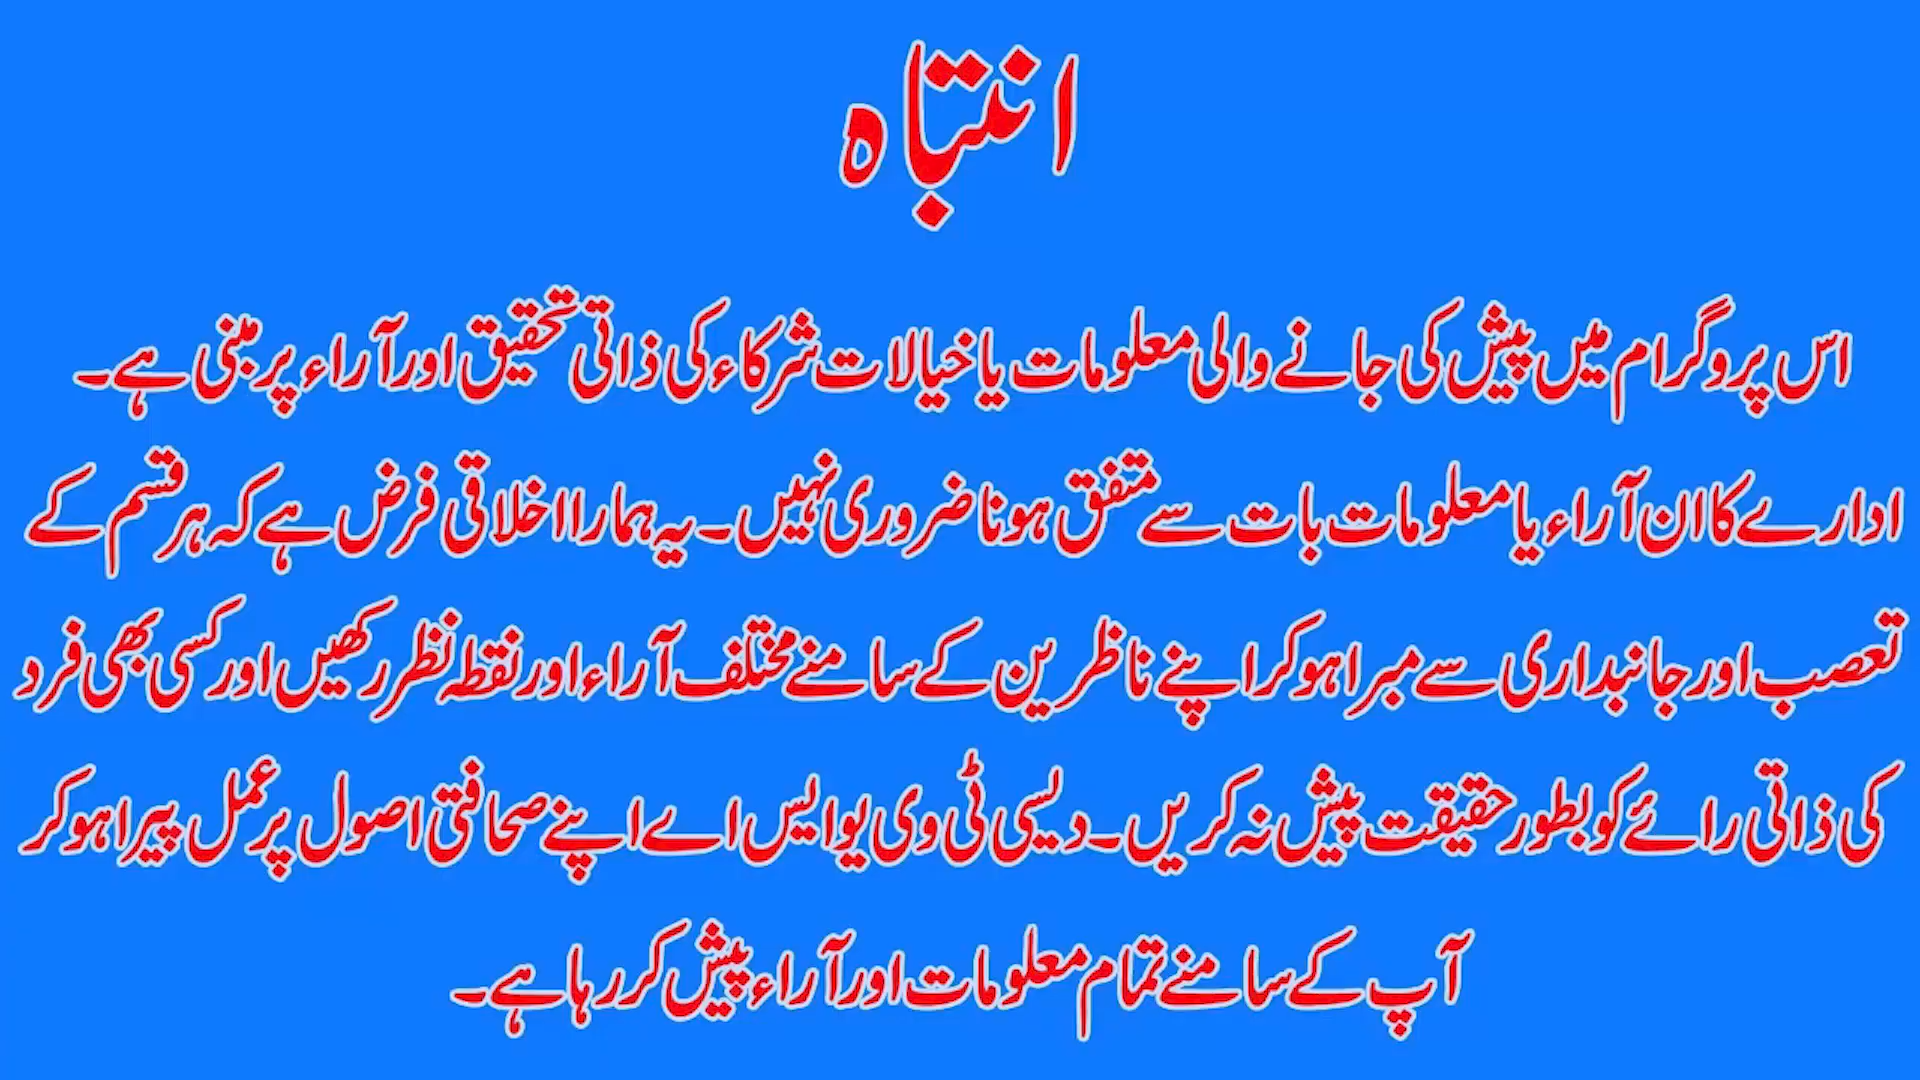 انتباہ
اس پروگرام میں پیش کی جانے والی معلومات یا خیالات شرکاء کی ذاتی تحقیق اور آراء پر مبنی ہے۔
ادارے کا ان آراء یا معلومات بات سے متفق ہونا ضروری نہیں۔ یہ ہمارا اخلاقی فرض ہے کہ ہر قسم کے
تعصب اور جانبداری سے مبرا ہو کر اپنے ناظرین کے سامنے مختلف آراء اور نقطہ نظر رکھیں اور کسی بھی فرد
کی ذاتی رائے کو بطور حقیقت پیش نہ کریں۔ دیسی ٹی وی یو ایس اے اپنے صحافتی اصول پر عمل پیرا ہو کر
آپ کے سامنے تمام معلومات اور آراء پیش کر رہا ہے۔